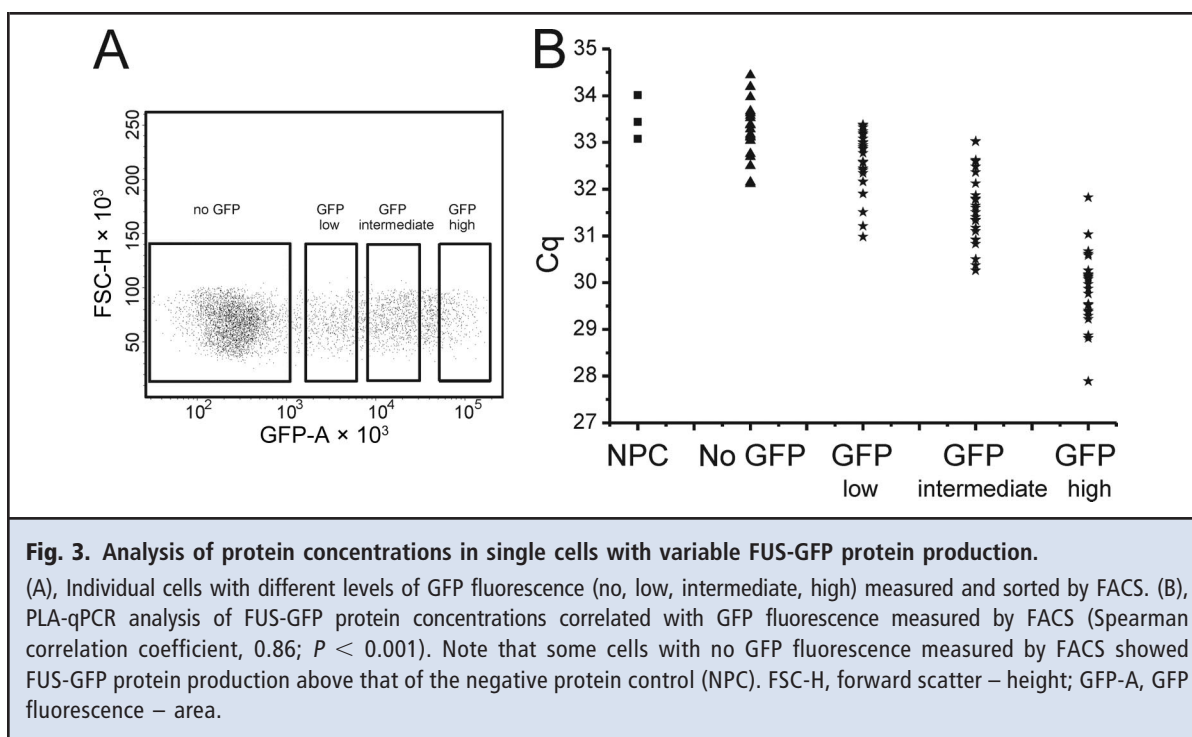 A
250
200
150
100
50
FSC-H × 10³
no GFP
GFP low
GFP intermediate
GFP high
10² 10³ 10⁴ 10⁵
GFP-A × 10³
B
35
34
33
32
31
30
29
28
27
Cq
NPC
No GFP
GFP low
GFP intermediate
GFP high
Fig. 3. Analysis of protein concentrations in single cells with variable FUS-GFP protein production.
(A), Individual cells with different levels of GFP fluorescence (no, low, intermediate, high) measured and sorted by FACS. (B),
PLA-qPCR analysis of FUS-GFP protein concentrations correlated with GFP fluorescence measured by FACS (Spearman
correlation coefficient, 0.86; P < 0.001). Note that some cells with no GFP fluorescence measured by FACS showed
FUS-GFP protein production above that of the negative protein control (NPC). FSC-H, forward scatter – height; GFP-A, GFP
fluorescence – area.